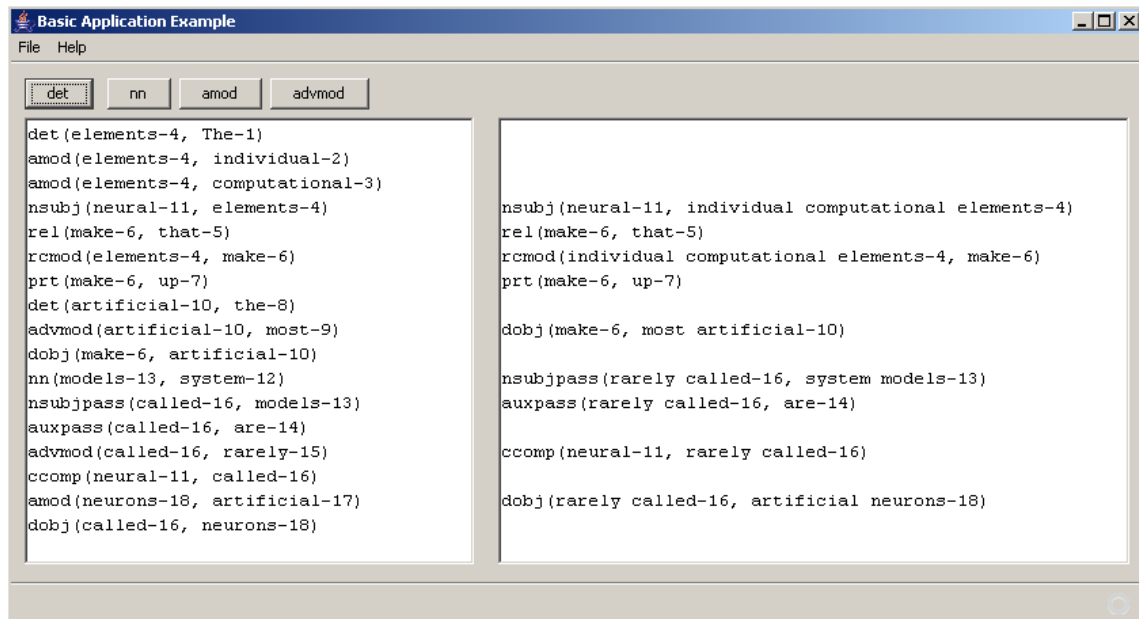 Basic Application Example
File Help
det nn amod advmod
det(elements-4, The-1)
amod(elements-4, individual-2)
amod(elements-4, computational-3)
nsubj(neural-11, elements-4)
rel(make-6, that-5)
rcmod(elements-4, make-6)
prt(make-6, up-7)
det(artificial-10, the-8)
advmod(artificial-10, most-9)
dobj(make-6, artificial-10)
nn(models-13, system-12)
nsubjpass(called-16, models-13)
auxpass(called-16, are-14)
advmod(called-16, rarely-15)
ccomp(neural-11, called-16)
amod(neurons-18, artificial-17)
dobj(called-16, neurons-18)
nsubj(neural-11, individual computational elements-4)
rel(make-6, that-5)
rcmod(individual computational elements-4, make-6)
prt(make-6, up-7)
dobj(make-6, most artificial-10)
nsubjpass(rarely called-16, system models-13)
auxpass(rarely called-16, are-14)
ccomp(neural-11, rarely called-16)
dobj(rarely called-16, artificial neurons-18)